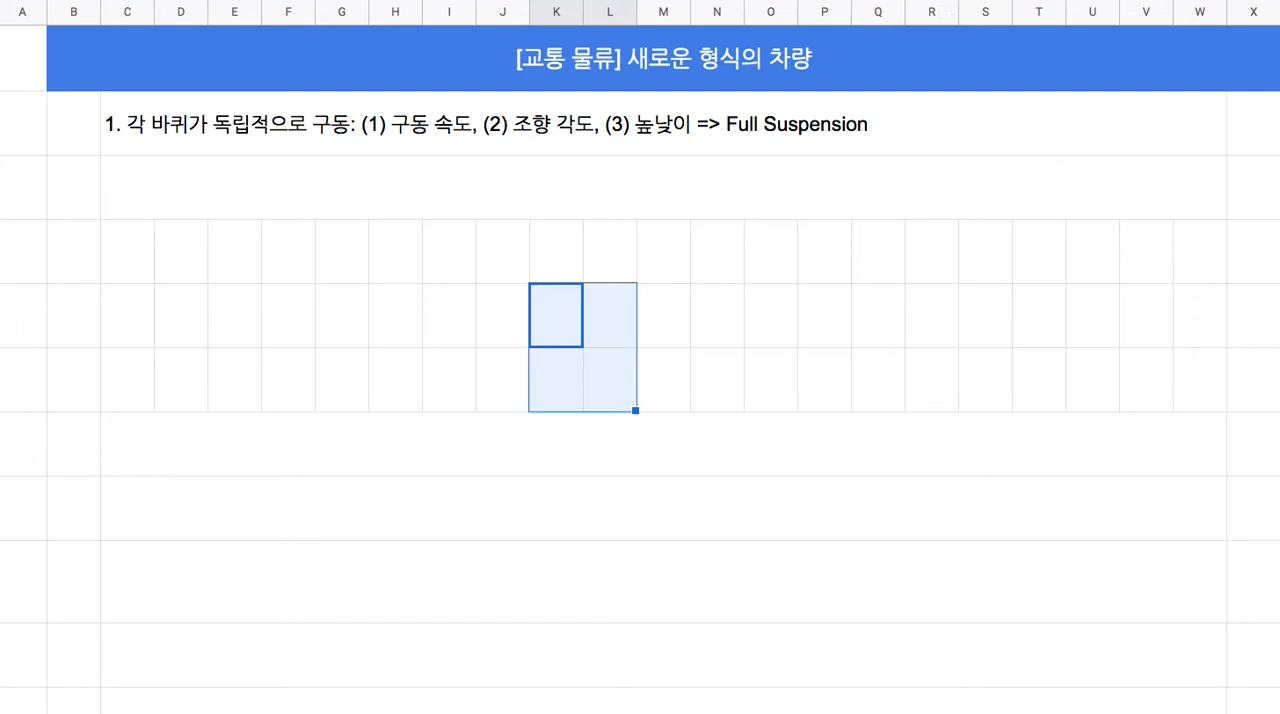 A B C D E F G H I J K L M N O P Q R S T U V W X
[교통 물류] 새로운 형식의 차량
1. 각 바퀴가 독립적으로 구동: (1) 구동 속도, (2) 조향 각도, (3) 높낮이 => Full Suspension